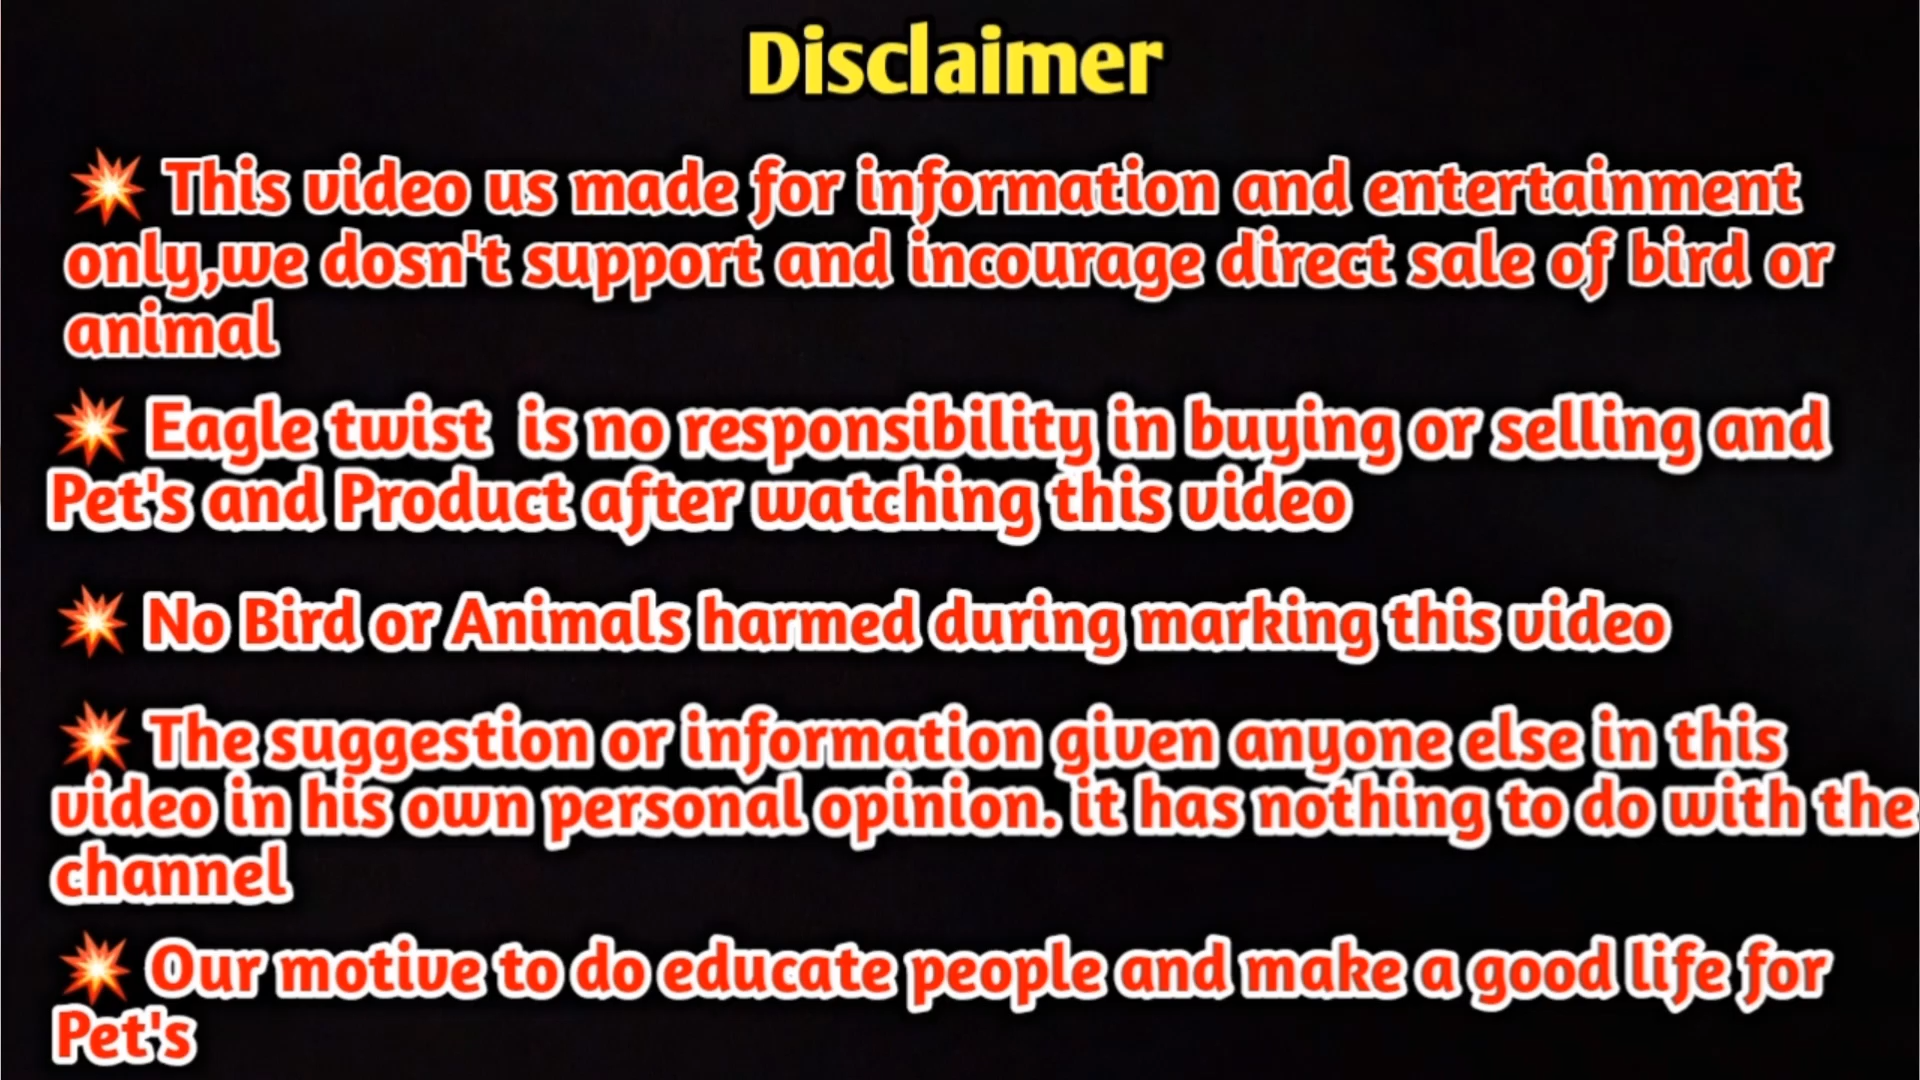 Disclaimer
💥 This video us made for information and entertainment
only,we dosn't support and incourage direct sale of bird or
animal
💥 Eagle twist is no responsibility in buying or selling and
Pet's and Product after watching this video
💥 No Bird or Animals harmed during marking this video
💥 The suggestion or information given anyone else in this
video in his own personal opinion. it has nothing to do with the
channel
💥 Our motive to do educate people and make a good life for
Pet's